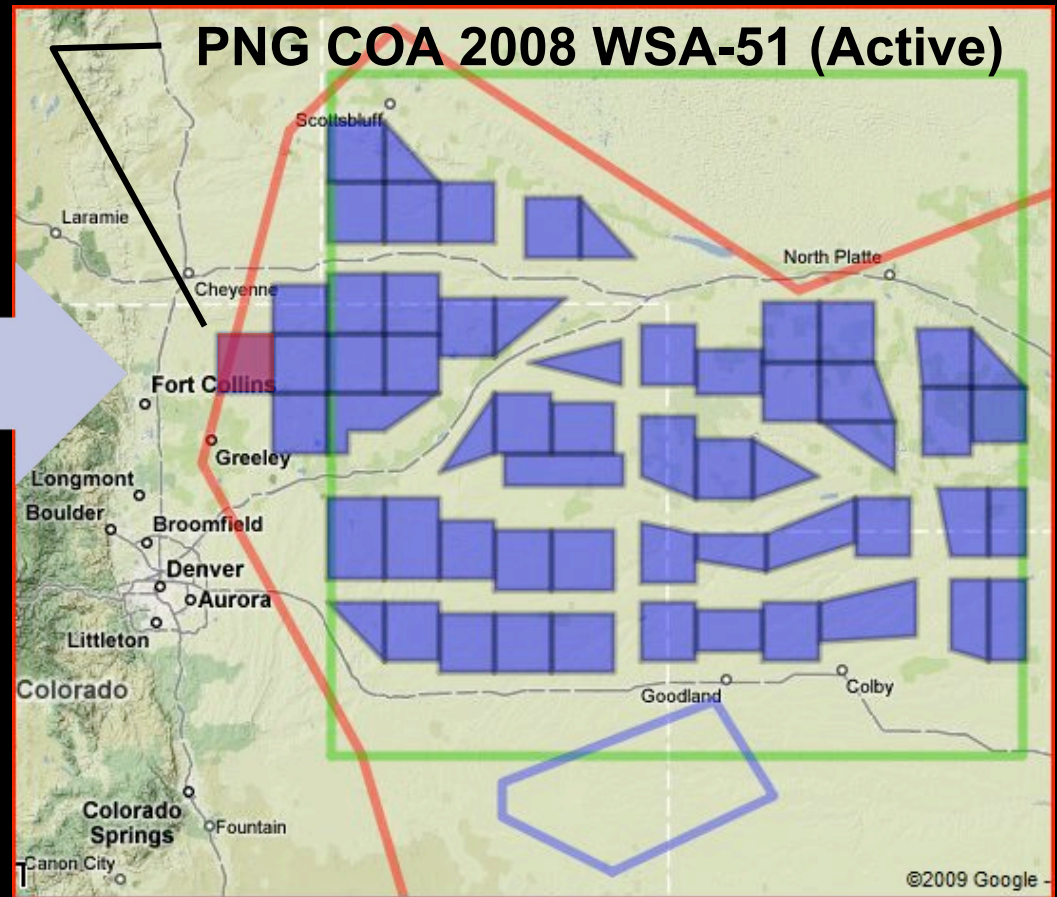 PNG COA 2008 WSA-51 (Active)
Scottsbluff
Laramie
North Platte
Cheyenne
Fort Collins
Greeley
Longmont
Boulder
Broomfield
Denver
Aurora
Littleton
Colorado
Goodland
Colby
Colorado
Springs
Fountain
Canon City
T
©2009 Google -